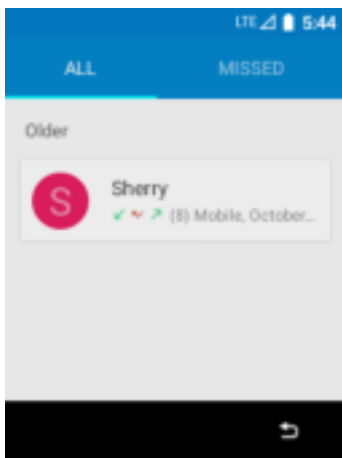 LTE 5:44
ALL MISSED
Older
S
Sherry
(8) Mobile, October...